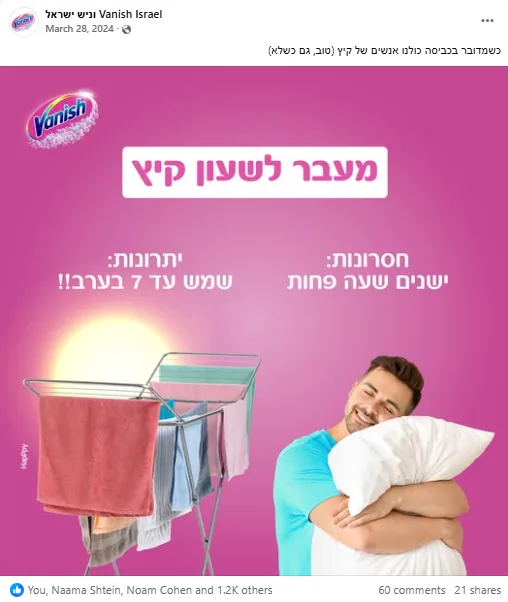 וניש ישראל Vanish Israel
March 28, 2024 ·
כשמדובר בכביסה כולנו אנשים של קיץ (טוב, גם כשלא)
Vanish
מעבר לשעון קיץ
חסרונות:
ישנים שעה פחות
יתרונות:
שמש עד 7 בערב!!
Happy
You, Naama Shtein, Noam Cohen and 1.2K others
60 comments 21 shares